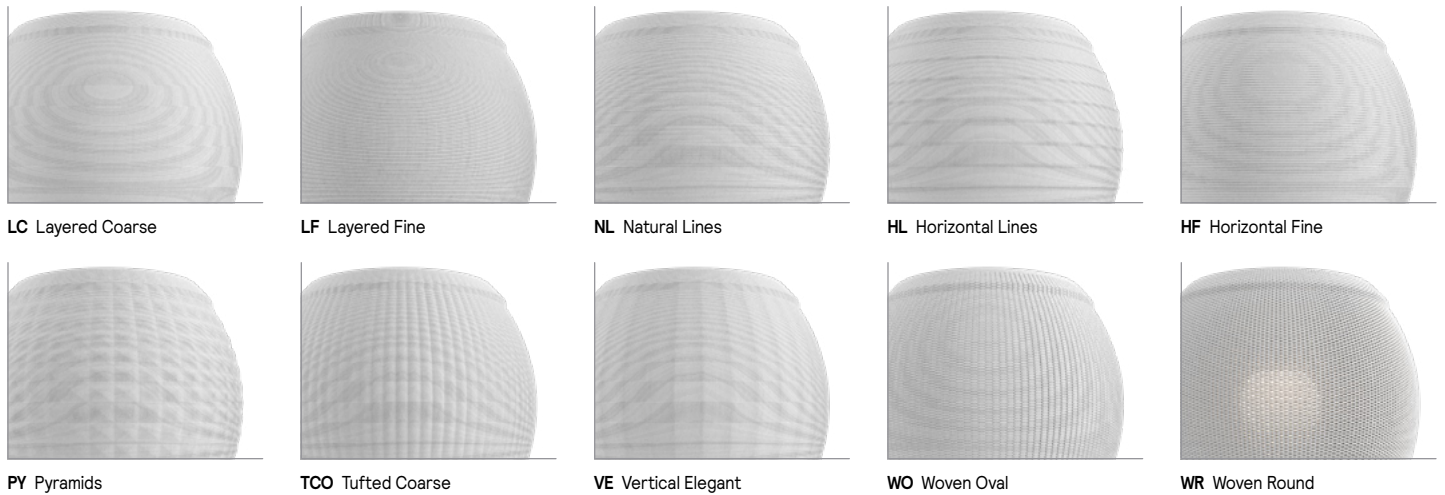 LC Layered Coarse
LF Layered Fine
NL Natural Lines
HL Horizontal Lines
HF Horizontal Fine
PY Pyramids
TCO Tufted Coarse
VE Vertical Elegant
WO Woven Oval
WR Woven Round